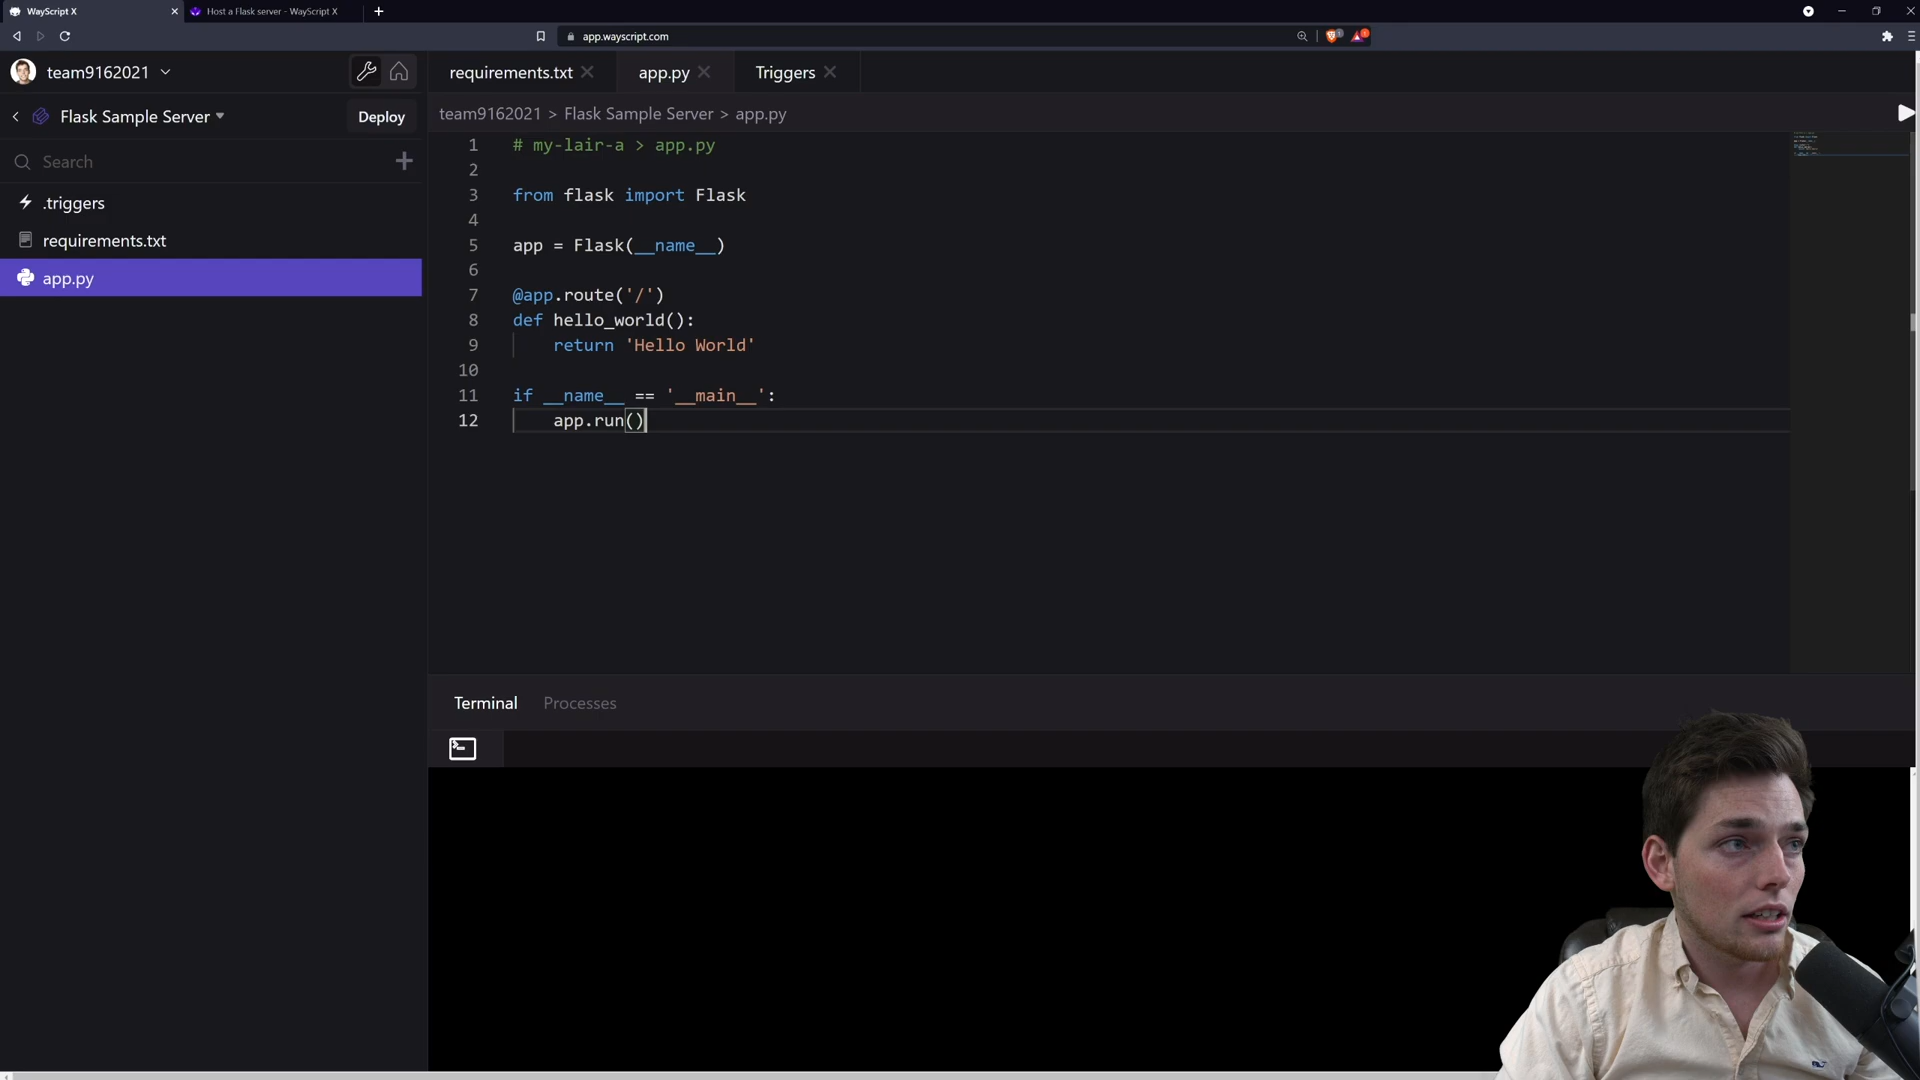 WayScript X
Host a Flask server - WayScript X
app.wayscript.com
team9162021
Flask Sample Server
Deploy
Search
.triggers
requirements.txt
app.py
requirements.txt
app.py
Triggers
team9162021 > Flask Sample Server > app.py
1 # my-lair-a > app.py
2
3 from flask import Flask
4
5 app = Flask(__name__)
6
7 @app.route('/')
8 def hello_world():
9 return 'Hello World'
10
11 if __name__ == '__main__':
12 app.run()
Terminal
Processes